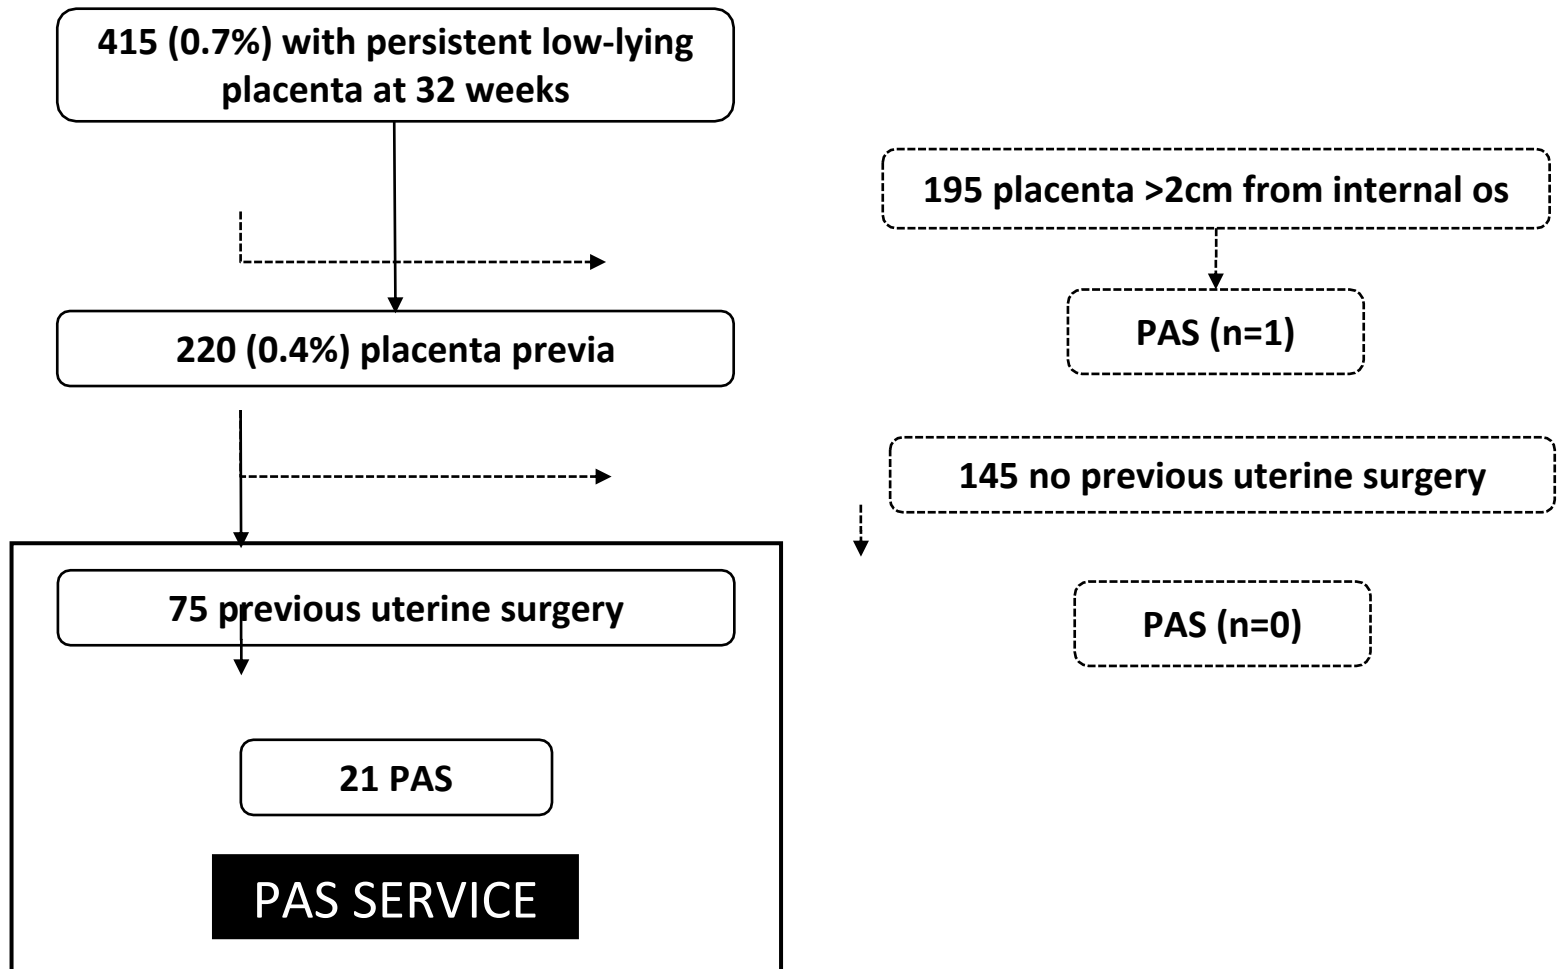 415 (0.7%) with persistent low-lying
placenta at 32 weeks
195 placenta >2cm from internal os
PAS (n=1)
220 (0.4%) placenta previa
145 no previous uterine surgery
75 previous uterine surgery
PAS (n=0)
21 PAS
PAS SERVICE